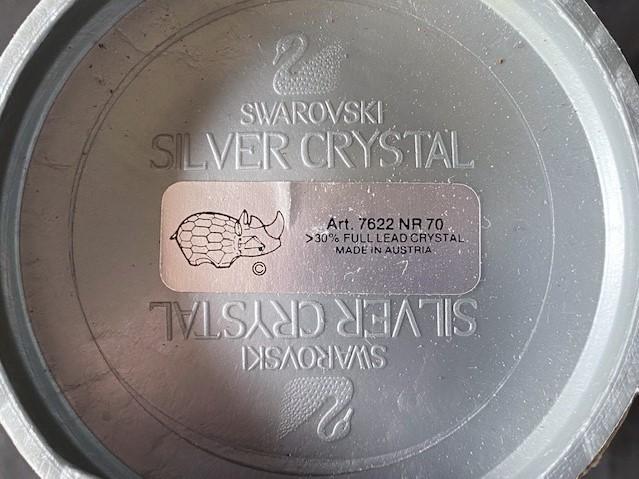 SWAROVSKI
SILVER CRYSTAL
Art. 7622 NR 70
>30% FULL LEAD CRYSTAL
MADE IN AUSTRIA
©
SILVER CRYSTAL
SWAROVSKI